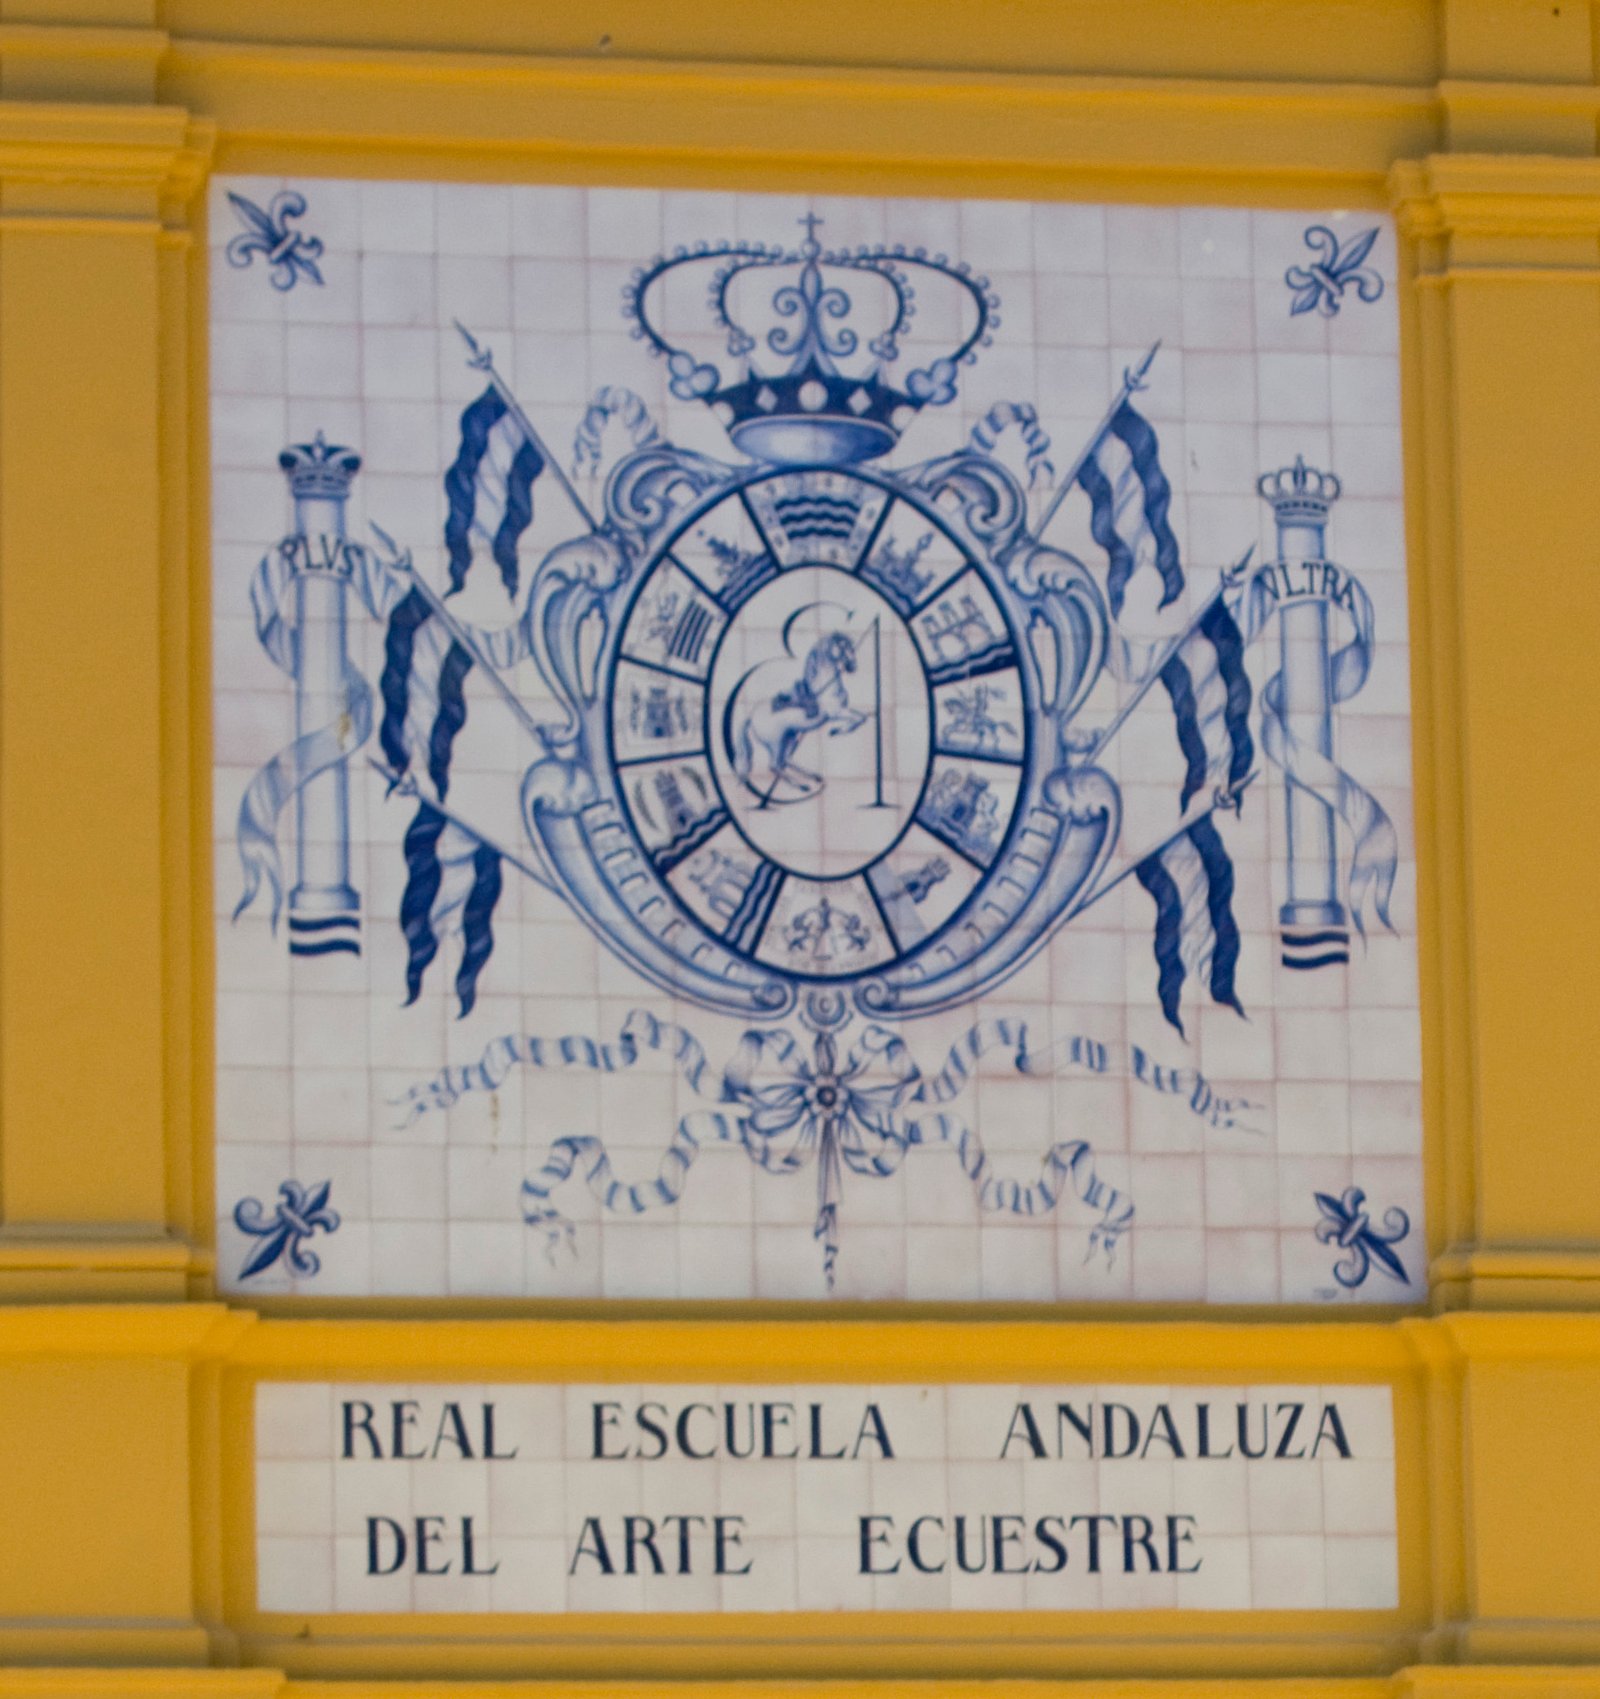 PLVS
VLTRA
REAL ESCUELA ANDALUZA
DEL ARTE ECUESTRE